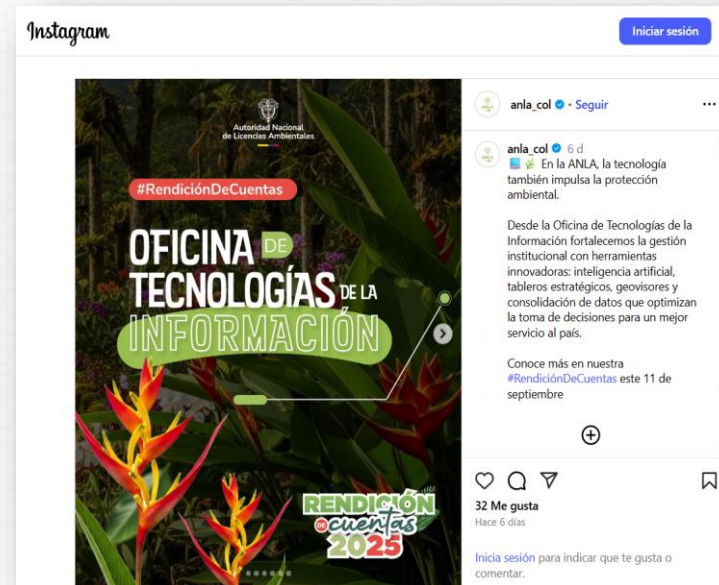 Instagram
Iniciar sesión
Autoridad Nacional
de Licencias Ambientales
#RendiciónDeCuentas
OFICINA DE
TECNOLOGÍAS DE LA
INFORMACIÓN
RENDICIÓN
DE cuentas
2025
anla_col • Seguir
anla_col 6 d
En la ANLA, la tecnología
también impulsa la protección
ambiental.
Desde la Oficina de Tecnologías de la
Información fortalecemos la gestión
institucional con herramientas
innovadoras: inteligencia artificial,
tableros estratégicos, geovisores y
consolidación de datos que optimizan
la toma de decisiones para un mejor
servicio al país.
Conoce más en nuestra
#RendiciónDeCuentas este 11 de
septiembre
32 Me gusta
Hace 6 días
Inicia sesión para indicar que te gusta o
comentar.